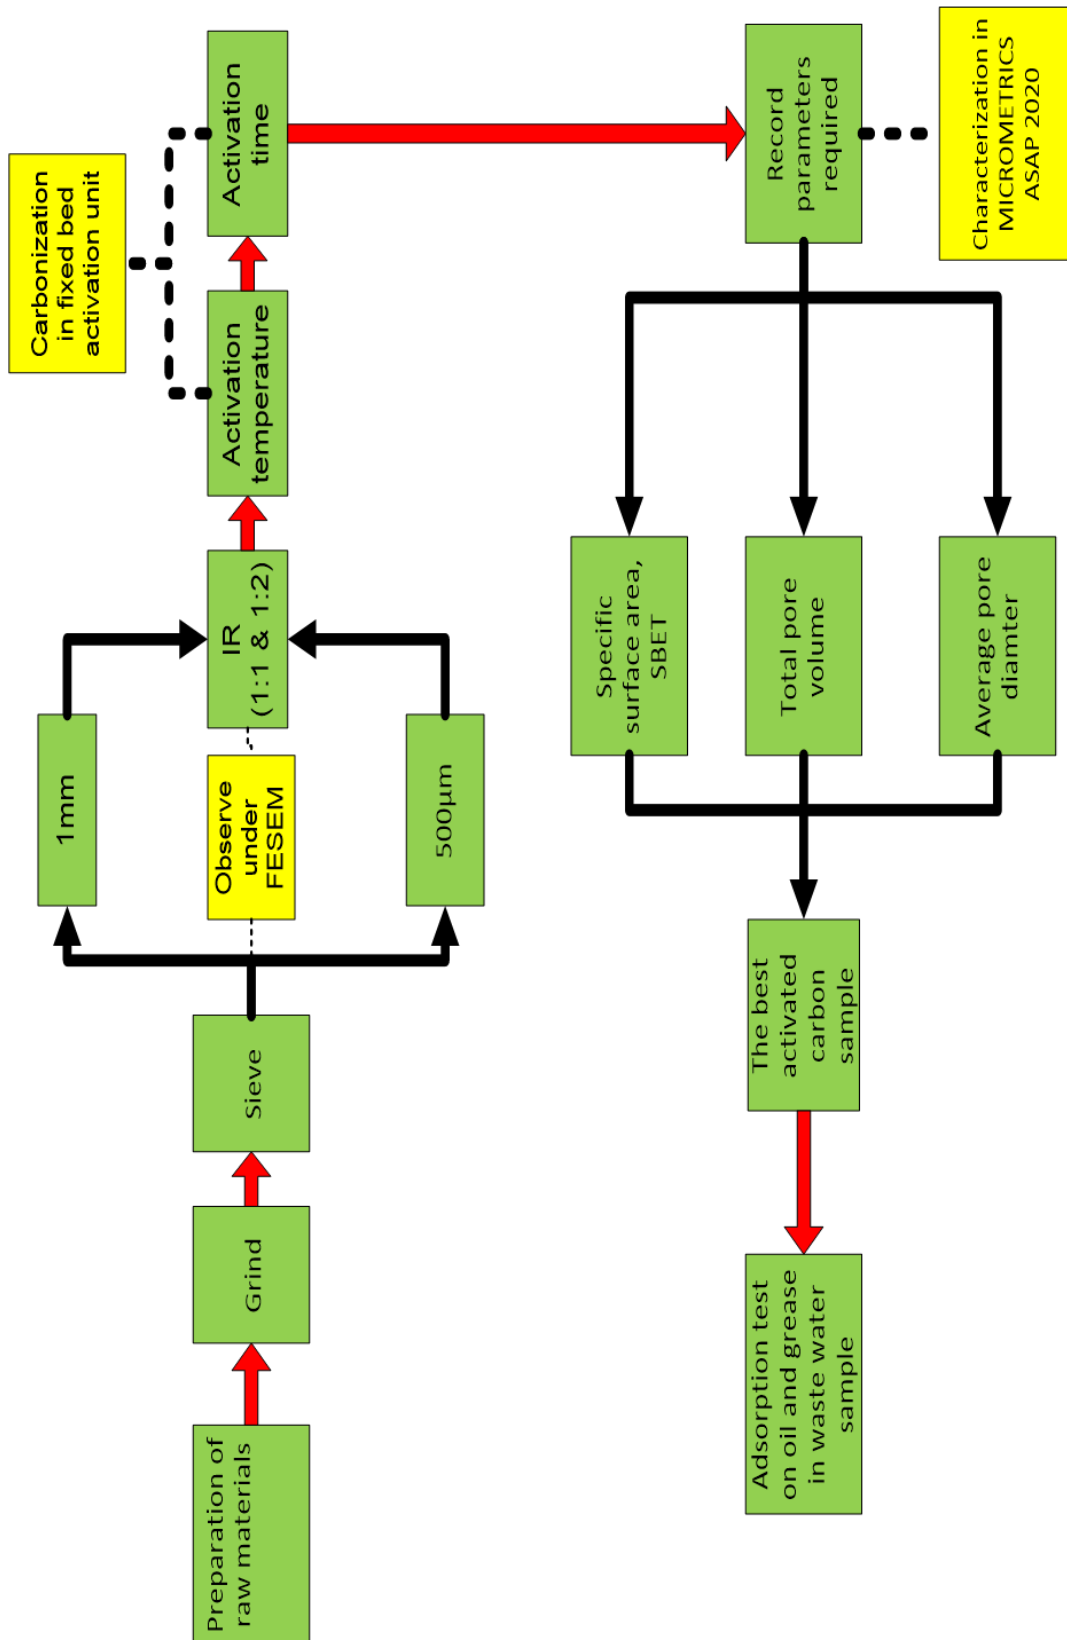 Preparation of
raw materials
Grind
Sieve
1mm
500µm
Observe
under
FESEM
IR
(1:1 & 1:2)
Activation
temperature
Activation
time
Carbonization
in fixed bed
activation unit
Record
parameters
required
Characterization in
MICROMETRICS
ASAP 2020
Specific
surface area,
SBET
Total pore
volume
Average pore
diamter
The best
activated
carbon
sample
Adsorption test
on oil and grease
in waste water
sample